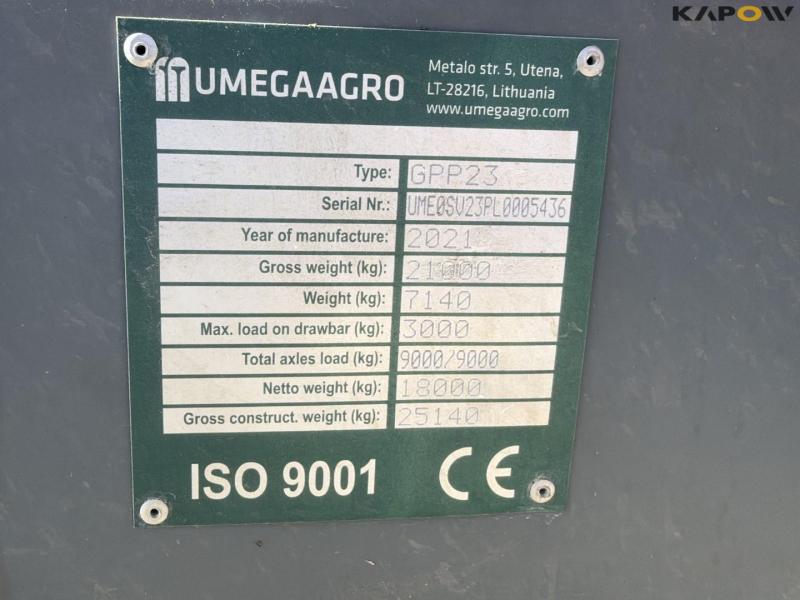 KAPOW
UMEGAAGRO
Metalo str. 5, Utena,
LT-28216, Lithuania
www.umegaagro.com
Type: GPP23
Serial Nr.: UME0SV23PL0005436
Year of manufacture: 2021
Gross weight (kg): 21000
Weight (kg): 7140
Max. load on drawbar (kg): 3000
Total axles load (kg): 9000/9000
Netto weight (kg): 18000
Gross construct. weight (kg): 25140
ISO 9001 CE